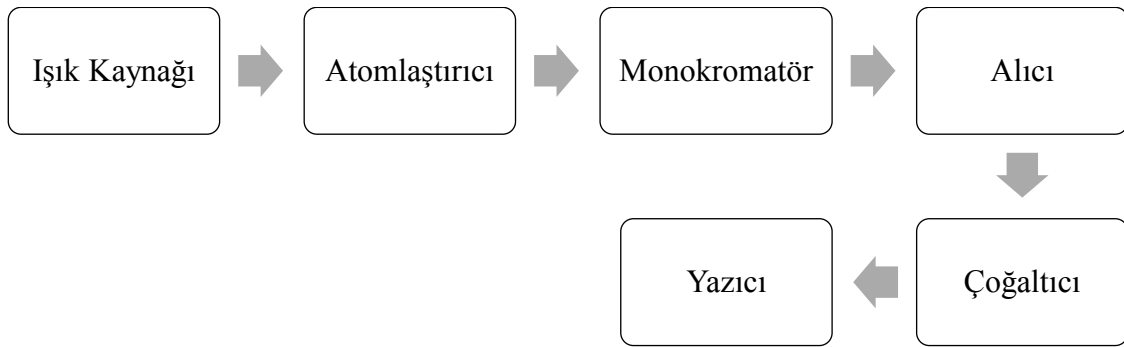 Işık Kaynağı
Atomlaştırıcı
Monokromatör
Alıcı
Çoğaltıcı
Yazıcı